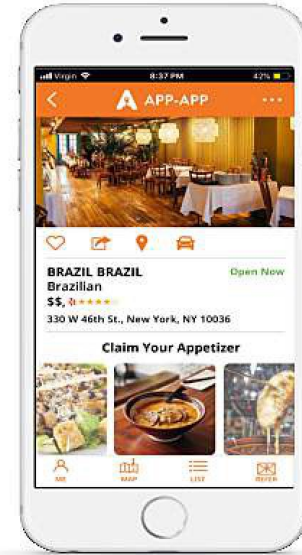 Virgin 8:37 PM 42%
APP-APP
BRAZIL BRAZIL Open Now
Brazilian
$$,
330 W 46th St., New York, NY 10036
Claim Your Appetizer
ME MAP LIST REFER